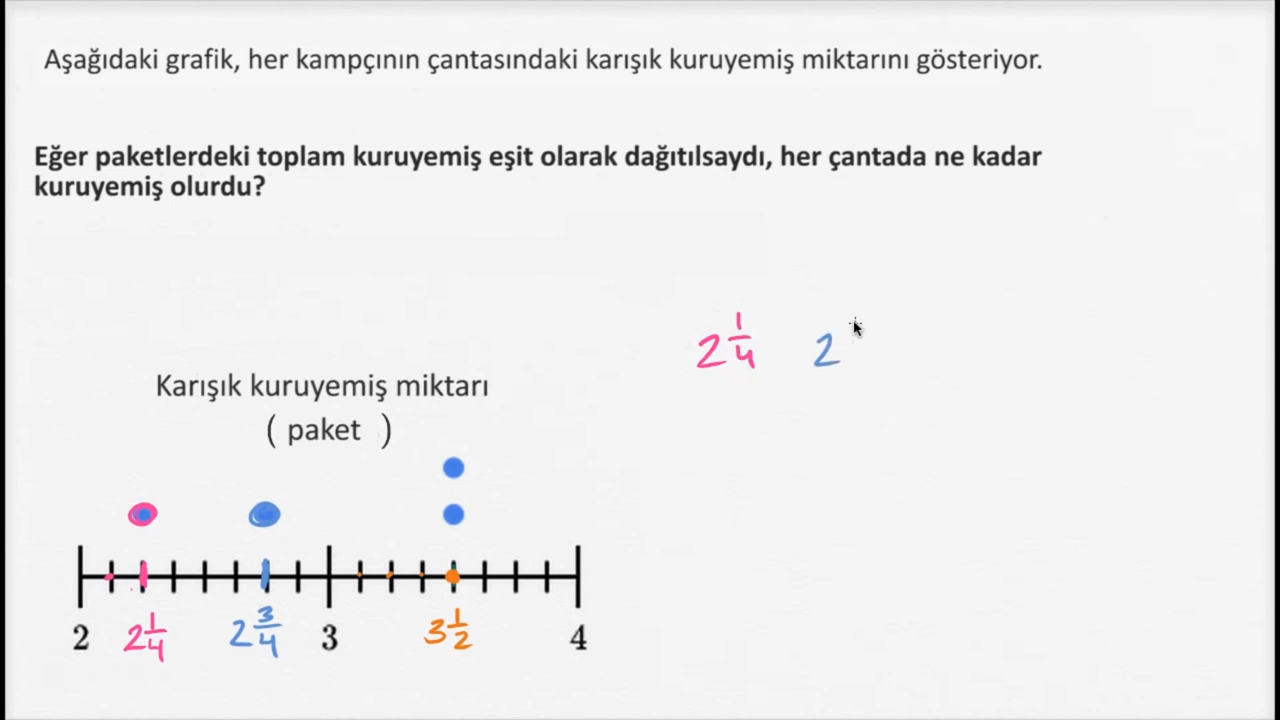 Aşağıdaki grafik, her kampçının çantasındaki karışık kuruyemiş miktarını gösteriyor.
Eğer paketlerdeki toplam kuruyemiş eşit olarak dağıtılsaydı, her çantada ne kadar
kuruyemiş olurdu?
2 1/4 2
Karışık kuruyemiş miktarı
( paket )
2 2 1/4 2 3/4 3 3 1/2 4